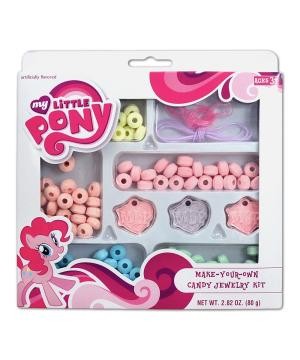 artificially flavored
AGES 3+
my LITTLE
PONY
MAKE-YOUR-OWN
CANDY JEWELRY KIT
NET WT. 2.82 OZ. (80 g)